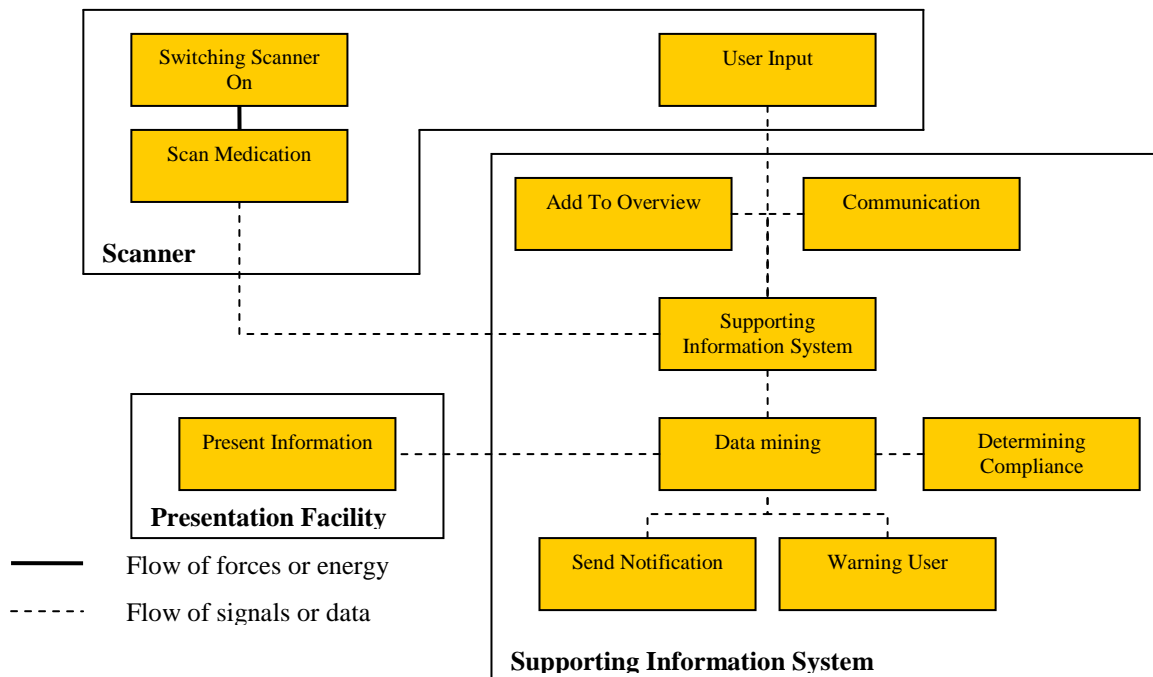 Switching Scanner
On
User Input
Scan Medication
Add To Overview
Communication
Scanner
Supporting
Information System
Present Information
Data mining
Determining
Compliance
Presentation Facility
Send Notification
Warning User
Flow of forces or energy
Flow of signals or data
Supporting Information System